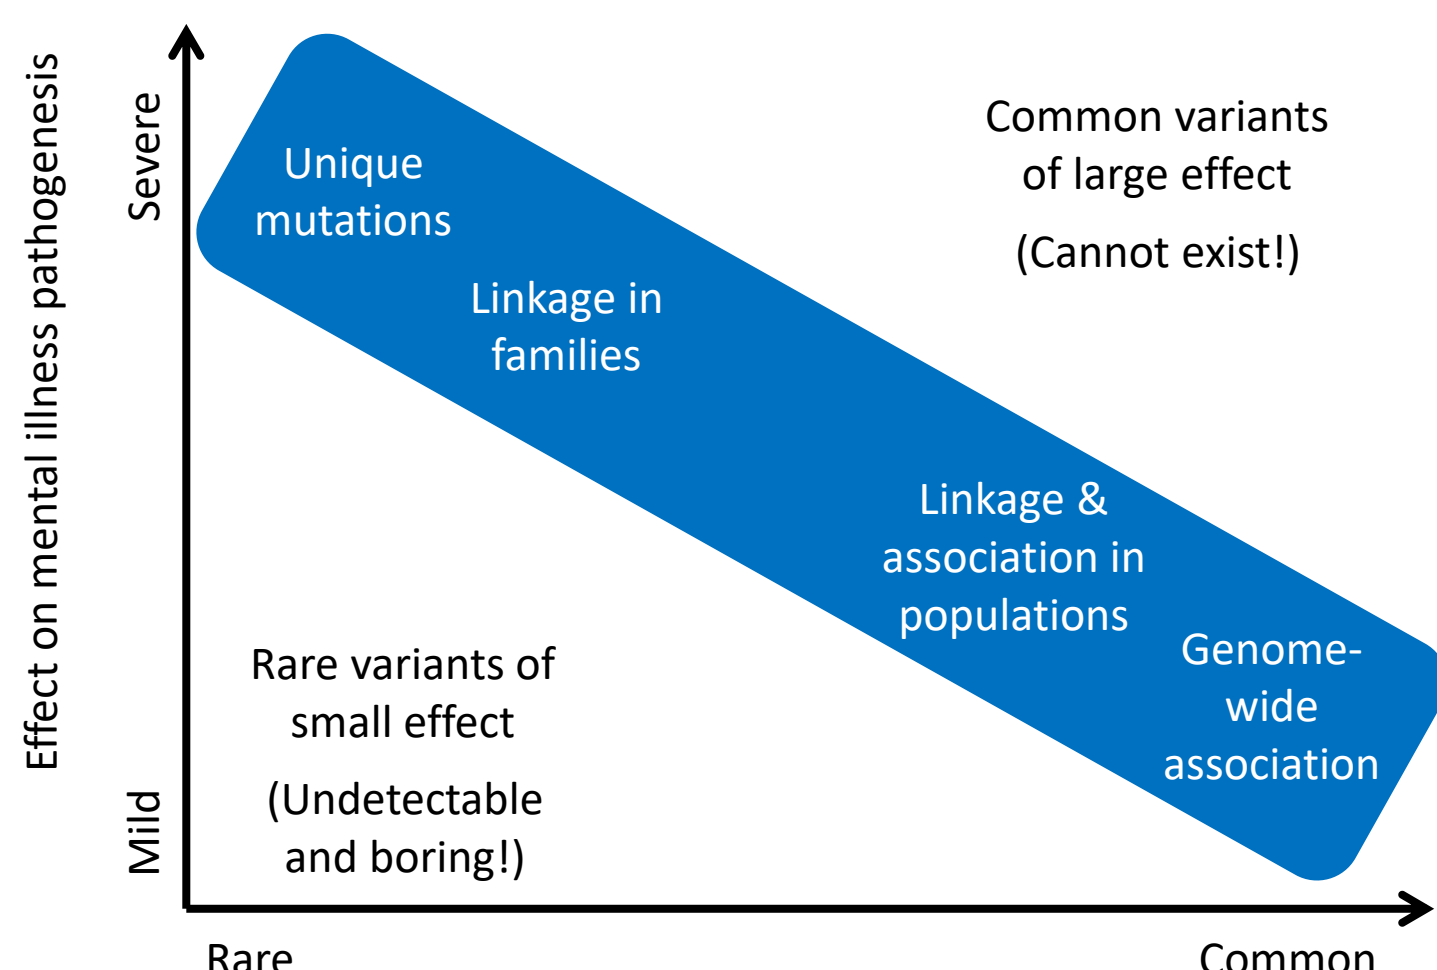 Effect on mental illness pathogenesis
Severe
Mild
Unique
mutations
Linkage in
families
Common variants
of large effect
(Cannot exist!)
Linkage &
association in
populations
Genome-
wide
association
Rare variants of
small effect
(Undetectable
and boring!)
Rare
Common